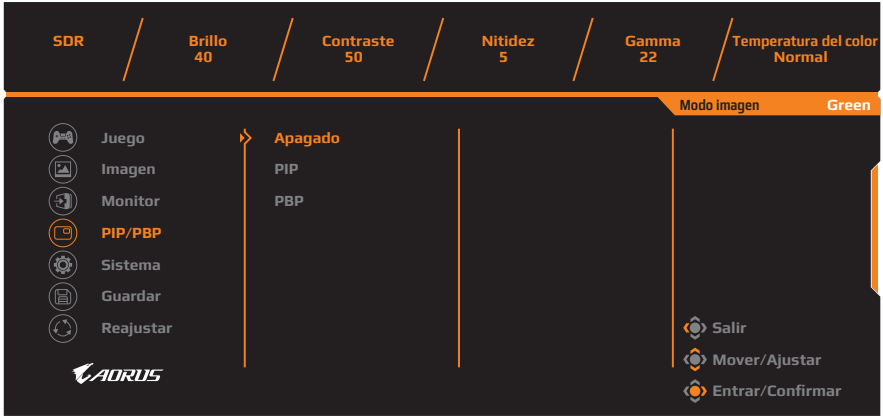 SDR
Brillo
40
Contraste
50
Nitidez
5
Gamma
22
Temperatura del color
Normal
Modo imagen Green
Juego
Imagen
Monitor
PIP/PBP
Sistema
Guardar
Reajustar
Apagado
PIP
PBP
Salir
Mover/Ajustar
Entrar/Confirmar
AORUS